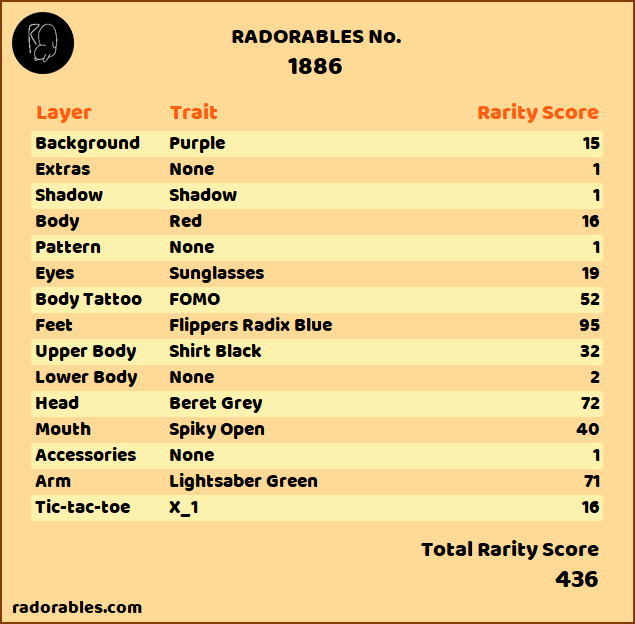 RADORABLES No.
1886
Layer Trait Rarity Score
Background Purple 15
Extras None 1
Shadow Shadow 1
Body Red 16
Pattern None 1
Eyes Sunglasses 19
Body Tattoo FOMO 52
Feet Flippers Radix Blue 95
Upper Body Shirt Black 32
Lower Body None 2
Head Beret Grey 72
Mouth Spiky Open 40
Accessories None 1
Arm Lightsaber Green 71
Tic-tac-toe X_1 16
Total Rarity Score
436
radorables.com